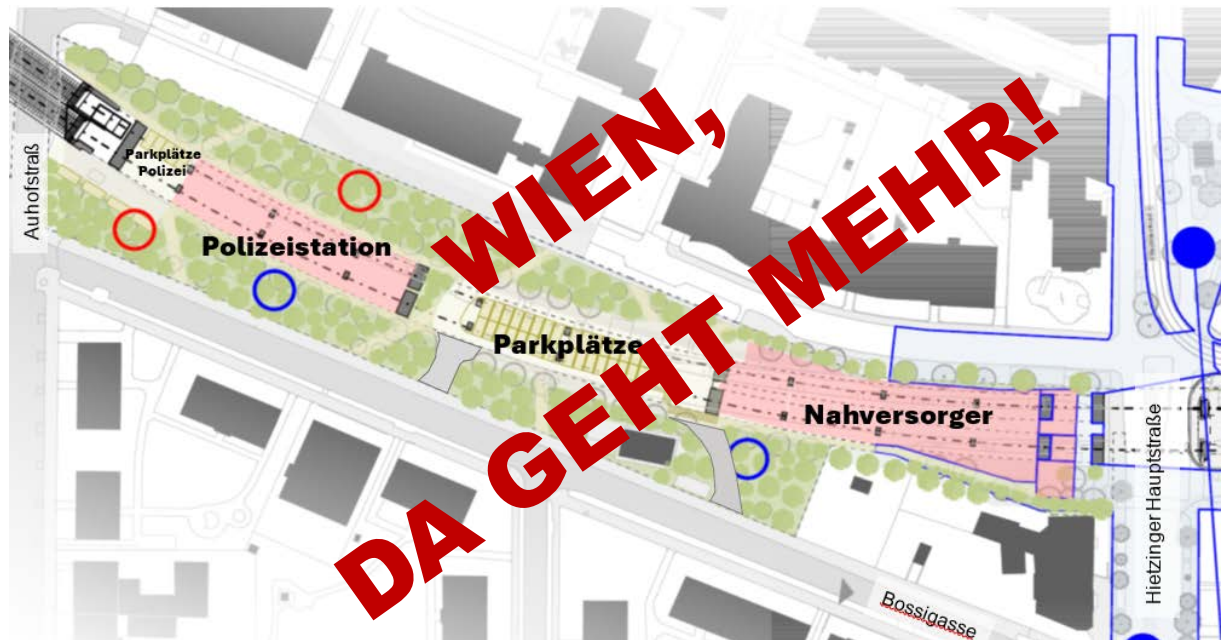 WIEN,
DA GEHT MEHR!
Auhofstraß
Parkplätze
Polizei
Polizeistation
Parkplätze
Nahversorger
Hietzinger Hauptstraße
Bossigasse